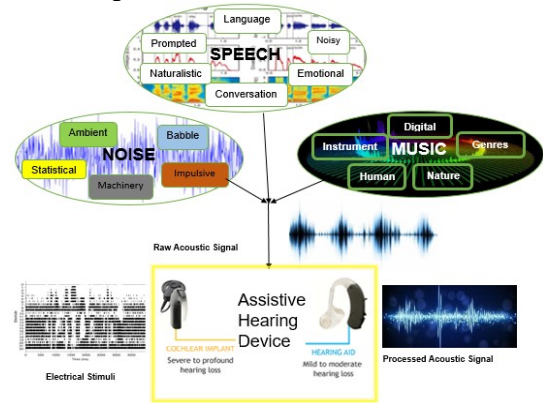 Language
Prompted
Noisy
SPEECH
Naturalistic
Emotional
Conversation
Ambient
Babble
NOISE
Statistical
Machinery
Impulsive
Digital
Instrument
MUSIC
Genres
Human
Nature
Raw Acoustic Signal
Assistive
Hearing
Device
COCHLEAR IMPLANT
Severe to profound
hearing loss
HEARING AID
Mild to moderate
hearing loss
Electrical Stimuli
Processed Acoustic Signal